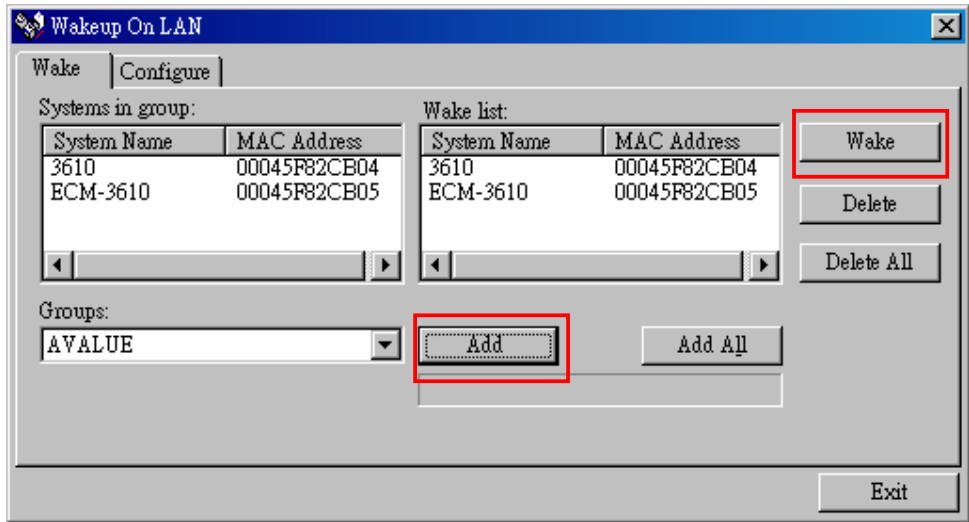 Wakeup On LAN
Wake Configure
Systems in group:
System Name MAC Address
3610 00045F82CB04
ECM-3610 00045F82CB05
Wake list:
System Name MAC Address
3610 00045F82CB04
ECM-3610 00045F82CB05
Wake
Delete
Delete All
Groups:
AVALUE
Add
Add All
Exit